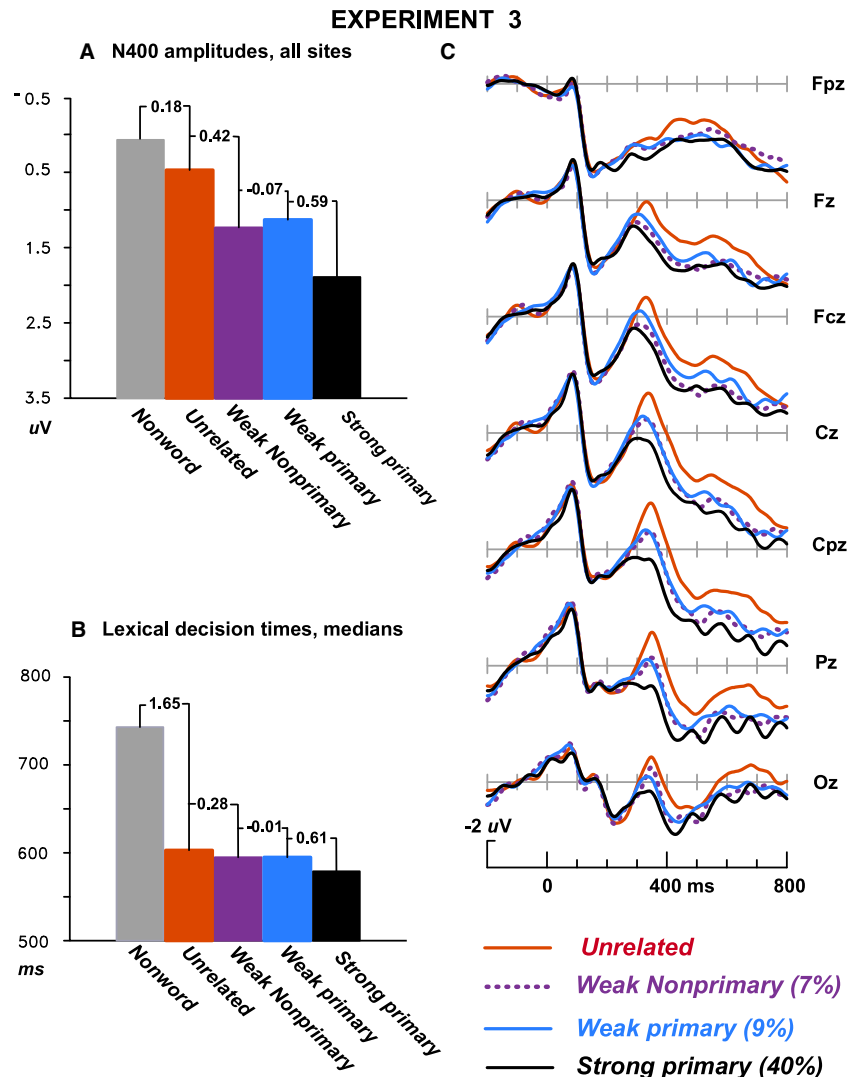 EXPERIMENT 3
A N400 amplitudes, all sites
- 0.5
0.5
1.5
2.5
3.5
uV
0.18
0.42
-0.07
0.59
Nonword
Unrelated
Weak Nonprimary
Weak primary
Strong primary
B Lexical decision times, medians
800
700
600
500
ms
1.65
0.28
-0.01
0.61
Nonword
Unrelated
Weak Nonprimary
Weak primary
Strong primary
C
Fpz
Fz
Fcz
Cz
Cpz
Pz
Oz
-2 uV
0 400 ms 800
Unrelated
Weak Nonprimary (7%)
Weak primary (9%)
Strong primary (40%)